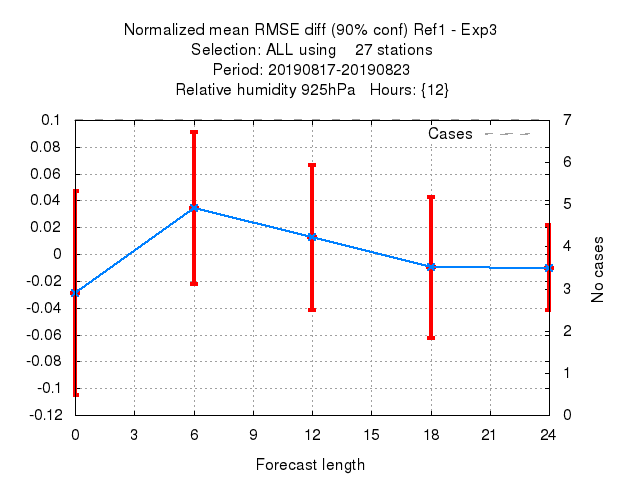 Normalized mean RMSE diff (90% conf) Ref1 - Exp3
Selection: ALL using    27 stations
Period: 20190817-20190823
Relative humidity 925hPa   Hours: {12}
Cases
0.1
0.08
0.06
0.04
0.02
0
-0.02
-0.04
-0.06
-0.08
-0.1
-0.12
7
6
5
4
3
2
1
0
No cases
0 3 6 9 12 15 18 21 24
Forecast length